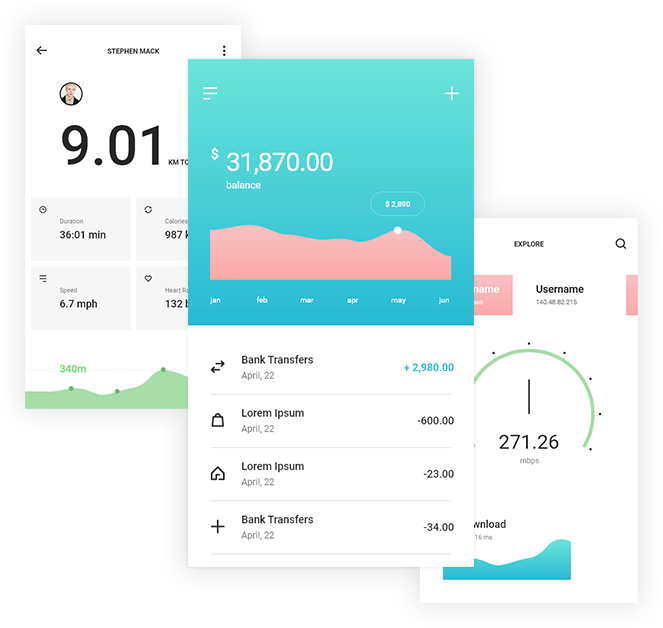 STEPHEN MACK
9.01
KM TO
Duration
36:01 min
Calories
987
Speed
6.7 mph
Heart Ra
132
340m
$ 31,870.00
balance
$ 2,890
jan feb mar apr may jun
Bank Transfers
April, 22
+ 2,980.00
Lorem Ipsum
April, 22
-600.00
Lorem Ipsum
April, 22
-23.00
Bank Transfers
April, 22
-34.00
EXPLORE
name
Username
140.48.82.215
271.26
mbps
wnload
16 ms